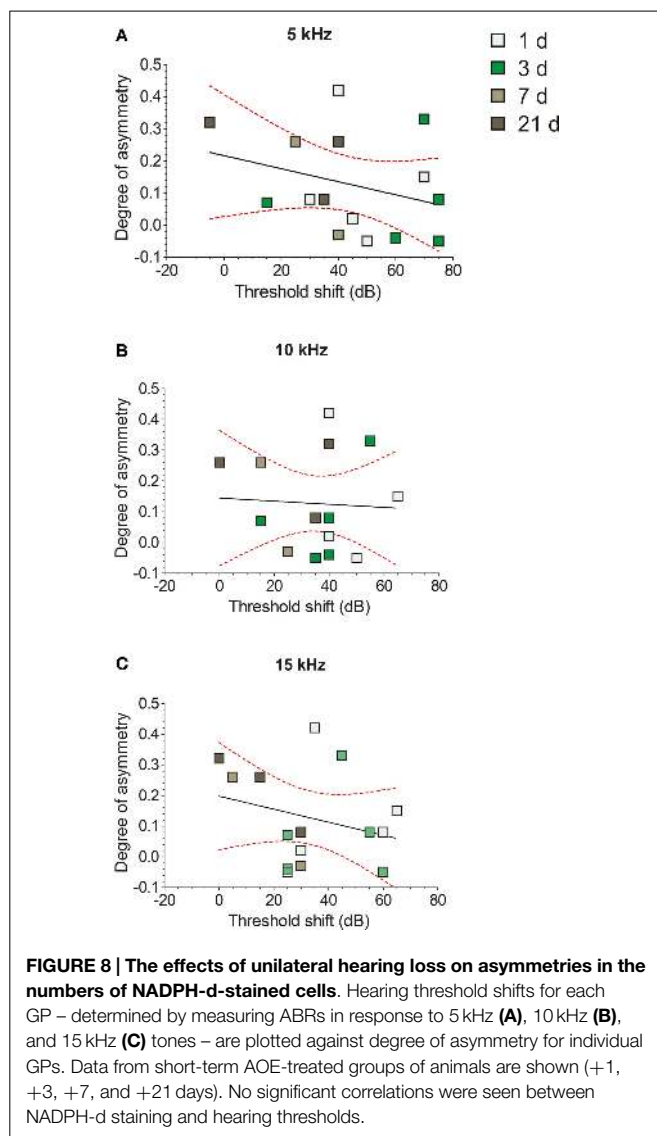 A
5 kHz
1 d
3 d
7 d
21 d
Degree of asymmetry
0.5
0.4
0.3
0.2
0.1
0.0
-0.1
-20 0 20 40 60 80
Threshold shift (dB)
B
10 kHz
Degree of asymmetry
0.5
0.4
0.3
0.2
0.1
0.0
-0.1
-20 0 20 40 60 80
Threshold shift (dB)
C
15 kHz
Degree of asymmetry
0.5
0.4
0.3
0.2
0.1
0.0
-0.1
-20 0 20 40 60 80
Threshold shift (dB)
FIGURE 8 | The effects of unilateral hearing loss on asymmetries in the
numbers of NADPH-d-stained cells. Hearing threshold shifts for each
GP – determined by measuring ABRs in response to 5 kHz (A), 10 kHz (B),
and 15 kHz (C) tones – are plotted against degree of asymmetry for individual
GPs. Data from short-term AOE-treated groups of animals are shown (+1,
+3, +7, and +21 days). No significant correlations were seen between
NADPH-d staining and hearing thresholds.